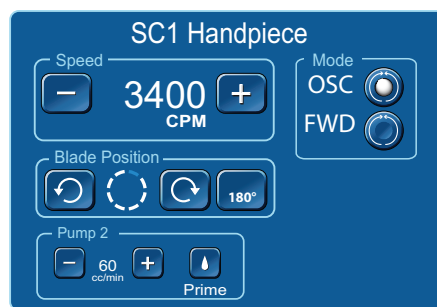 SC1 Handpiece
Speed
3400
CPM
Mode
OSC
FWD
Blade Position
180°
Pump 2
60
cc/min
Prime